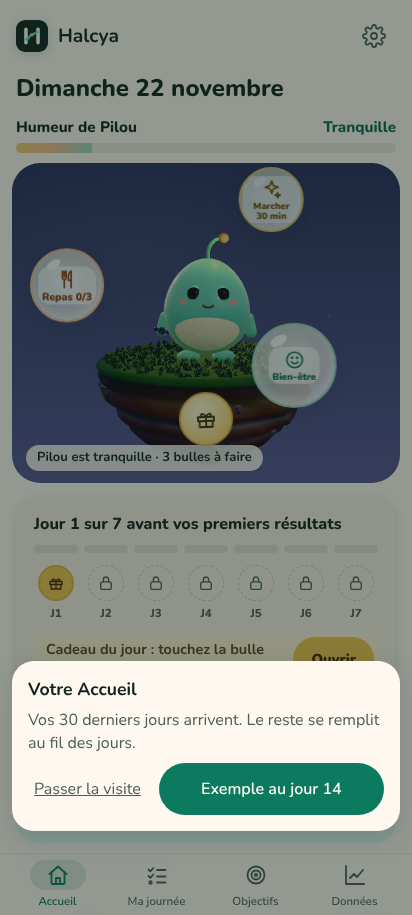 Halcya
Dimanche 22 novembre
Humeur de Pilou
Tranquille
Marcher
30 min
Repas 0/3
Bien-être
Pilou est tranquille · 3 bulles à faire
Jour 1 sur 7 avant vos premiers résultats
J1 J2 J3 J4 J5 J6 J7
Cadeau du jour : touchez la bulle
Ouvrir
Votre Accueil
Vos 30 derniers jours arrivent. Le reste se remplit
au fil des jours.
Passer la visite
Exemple au jour 14
Accueil Ma journée Objectifs Données